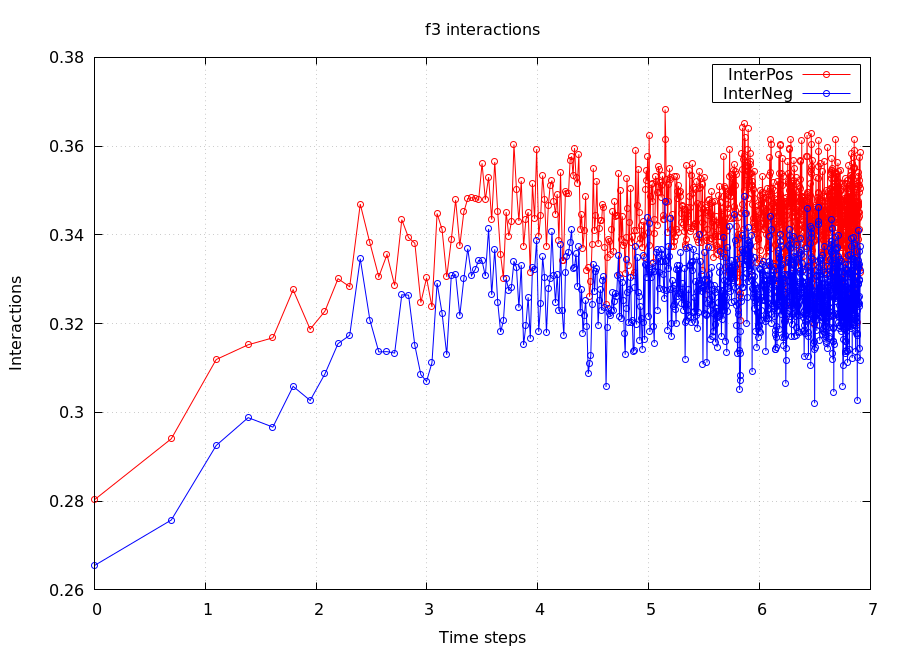 f3 interactions
InterPos
InterNeg
Interactions
0.38
0.36
0.34
0.32
0.3
0.28
0.26
0 1 2 3 4 5 6 7
Time steps